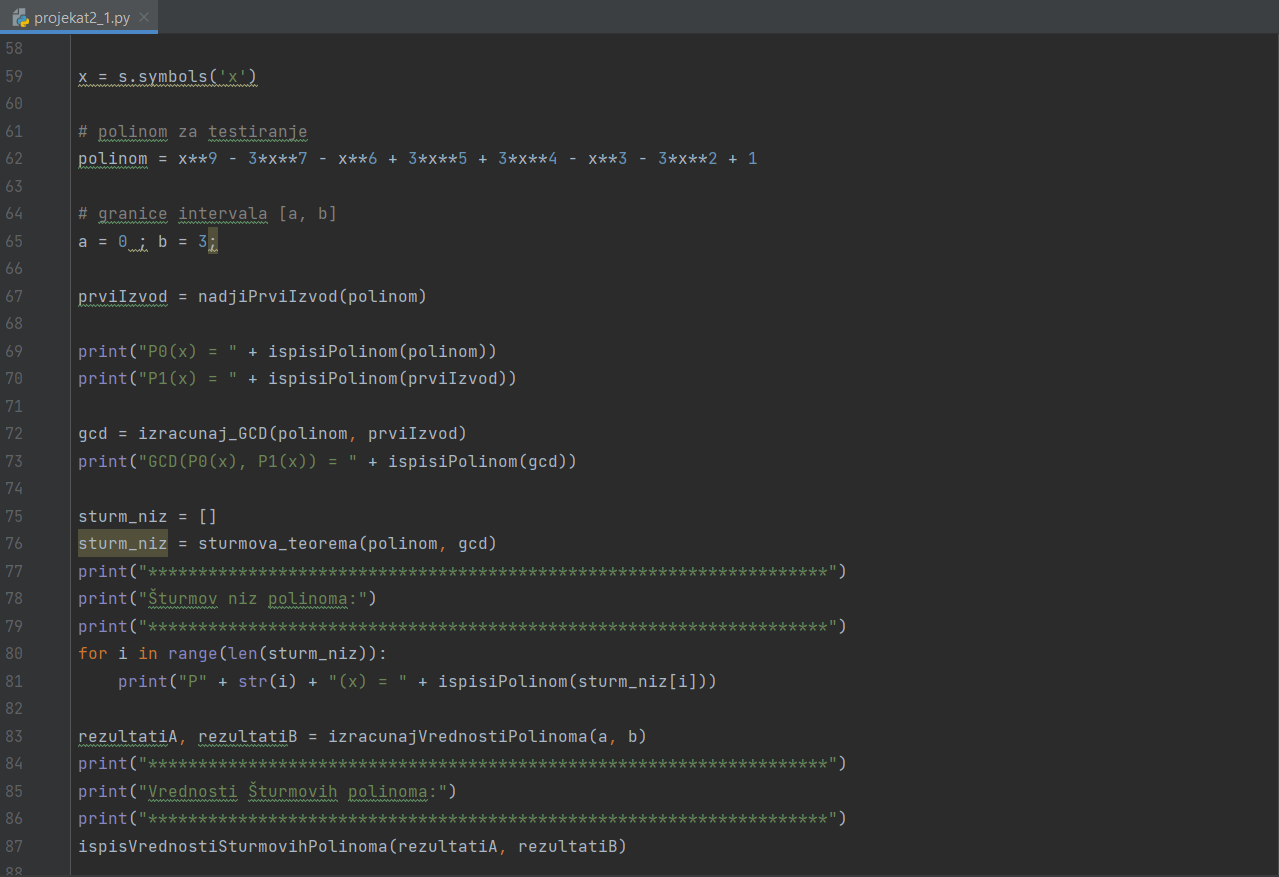 projekat2_1.py
58
59 x = s.symbols('x')
60
61 # polinom za testiranje
62 polinom = x**9 - 3*x**7 - x**6 + 3*x**5 + 3*x**4 - x**3 - 3*x**2 + 1
63
64 # granice intervala [a, b]
65 a = 0 ; b = 3;
66
67 prviIzvod = nadjiPrviIzvod(polinom)
68
69 print("P0(x) = " + ispisiPolinom(polinom))
70 print("P1(x) = " + ispisiPolinom(prviIzvod))
71
72 gcd = izracunaj_GCD(polinom, prviIzvod)
73 print("GCD(P0(x), P1(x)) = " + ispisiPolinom(gcd))
74
75 sturm_niz = []
76 sturm_niz = sturmova_teorema(polinom, gcd)
77 print("********************************************************************")
78 print("Šturmov niz polinoma:")
79 print("********************************************************************")
80 for i in range(len(sturm_niz)):
81     print("P" + str(i) + "(x) = " + ispisiPolinom(sturm_niz[i]))
82
83 rezultatiA, rezultatiB = izracunajVrednostiPolinoma(a, b)
84 print("********************************************************************")
85 print("Vrednosti Šturmovih polinoma:")
86 print("********************************************************************")
87 ispisVrednostiSturmovihPolinoma(rezultatiA, rezultatiB)
88